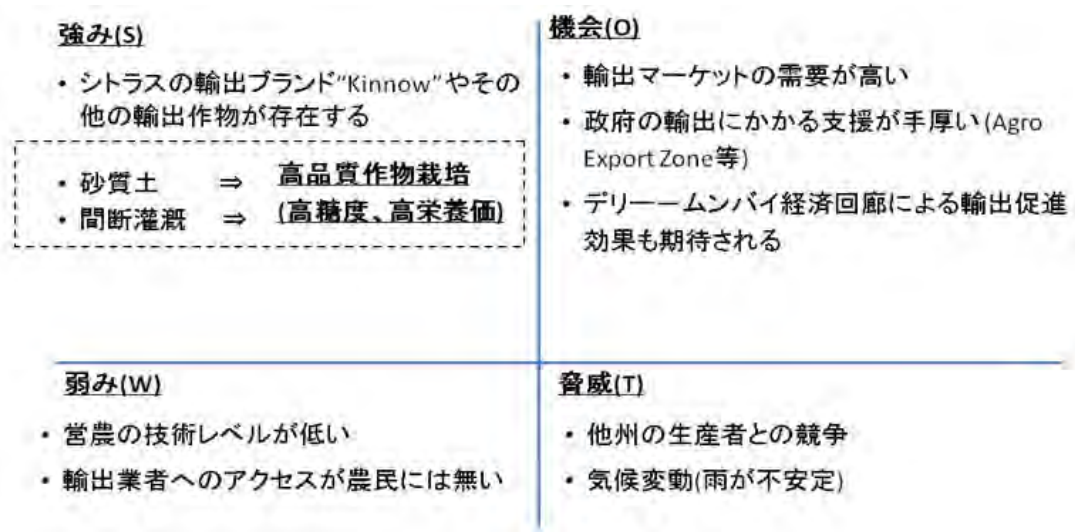 強み(S)
・ シトラスの輸出ブランド"Kinnow"やその
他の輸出作物が存在する
・ 砂質土 ⇒ 高品質作物栽培
・ 間断灌漑 ⇒ (高糖度、高栄養価)
機会(O)
・ 輸出マーケットの需要が高い
・ 政府の輸出にかかる支援が手厚い(Agro
Export Zone等)
・ デリーームンバイ経済回廊による輸出促進
効果も期待される
弱み(W)
・ 営農の技術レベルが低い
・ 輸出業者へのアクセスが農民には無い
脅威(T)
・ 他州の生産者との競争
・ 気候変動(雨が不安定)